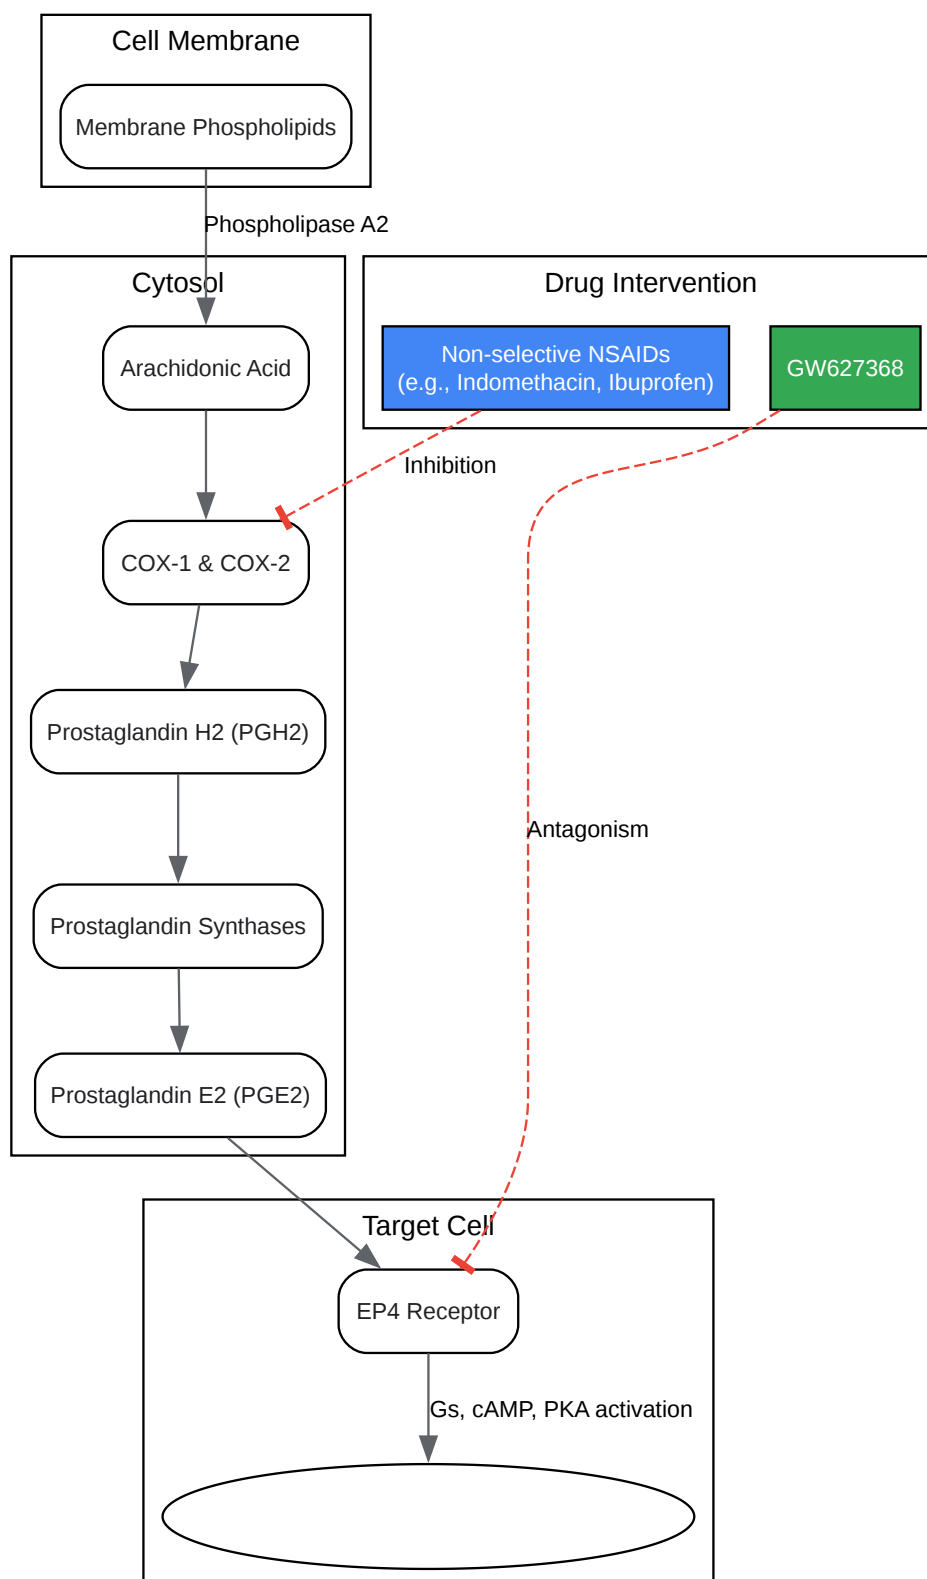 Cell Membrane
Membrane Phospholipids
Phospholipase A2
Cytosol
Drug Intervention
Arachidonic Acid
Non-selective NSAIDs
(e.g., Indomethacin, Ibuprofen)
GW627368
Inhibition
COX-1 & COX-2
Prostaglandin H2 (PGH2)
Antagonism
Prostaglandin Synthases
Prostaglandin E2 (PGE2)
Target Cell
EP4 Receptor
Gs, cAMP, PKA activation